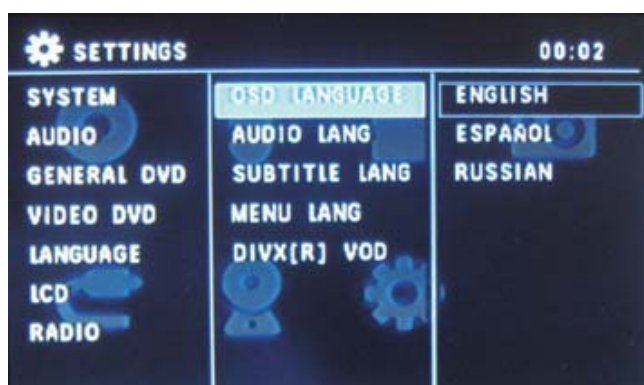 SETTINGS
00:02
SYSTEM
AUDIO
GENERAL DVD
VIDEO DVD
LANGUAGE
LCD
RADIO
OSD LANGUAGE
AUDIO LANG
SUBTITLE LANG
MENU LANG
DIVX[R] VOD
ENGLISH
ESPAÑOL
RUSSIAN